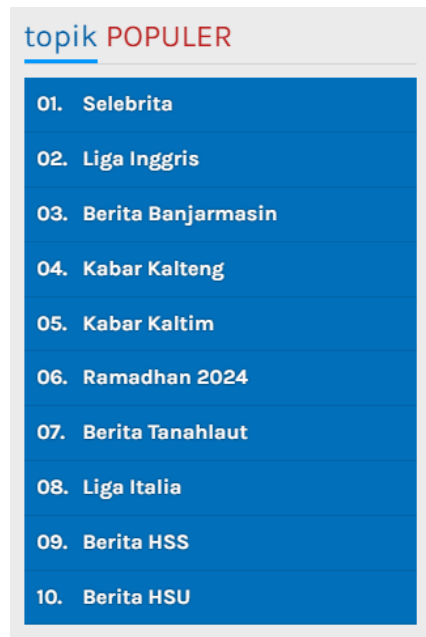 topik POPULER
01. Selebrita
02. Liga Inggris
03. Berita Banjarmasin
04. Kabar Kalteng
05. Kabar Kaltim
06. Ramadhan 2024
07. Berita Tanahlaut
08. Liga Italia
09. Berita HSS
10. Berita HSU